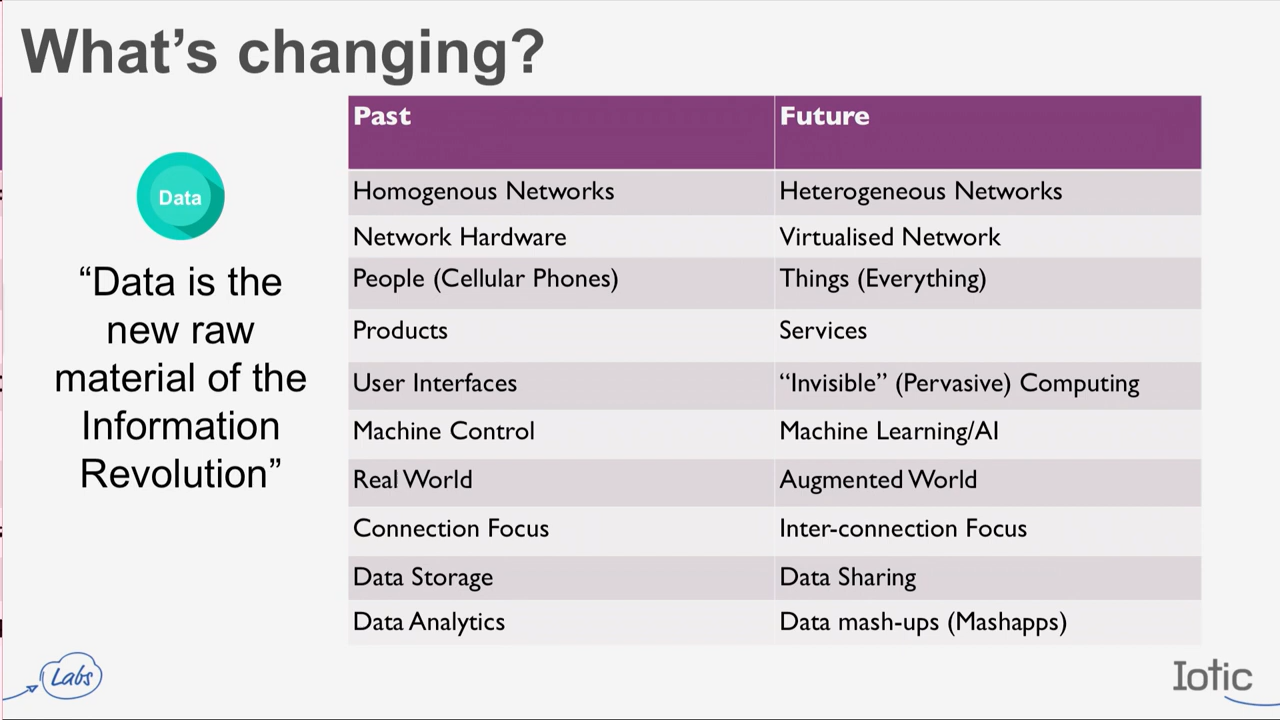 What's changing?
Data
“Data is the
new raw
material of the
Information
Revolution”
Past Future
Homogenous Networks Heterogeneous Networks
Network Hardware Virtualised Network
People (Cellular Phones) Things (Everything)
Products Services
User Interfaces “Invisible” (Pervasive) Computing
Machine Control Machine Learning/AI
Real World Augmented World
Connection Focus Inter-connection Focus
Data Storage Data Sharing
Data Analytics Data mash-ups (Mashapps)
Labs
Iotic